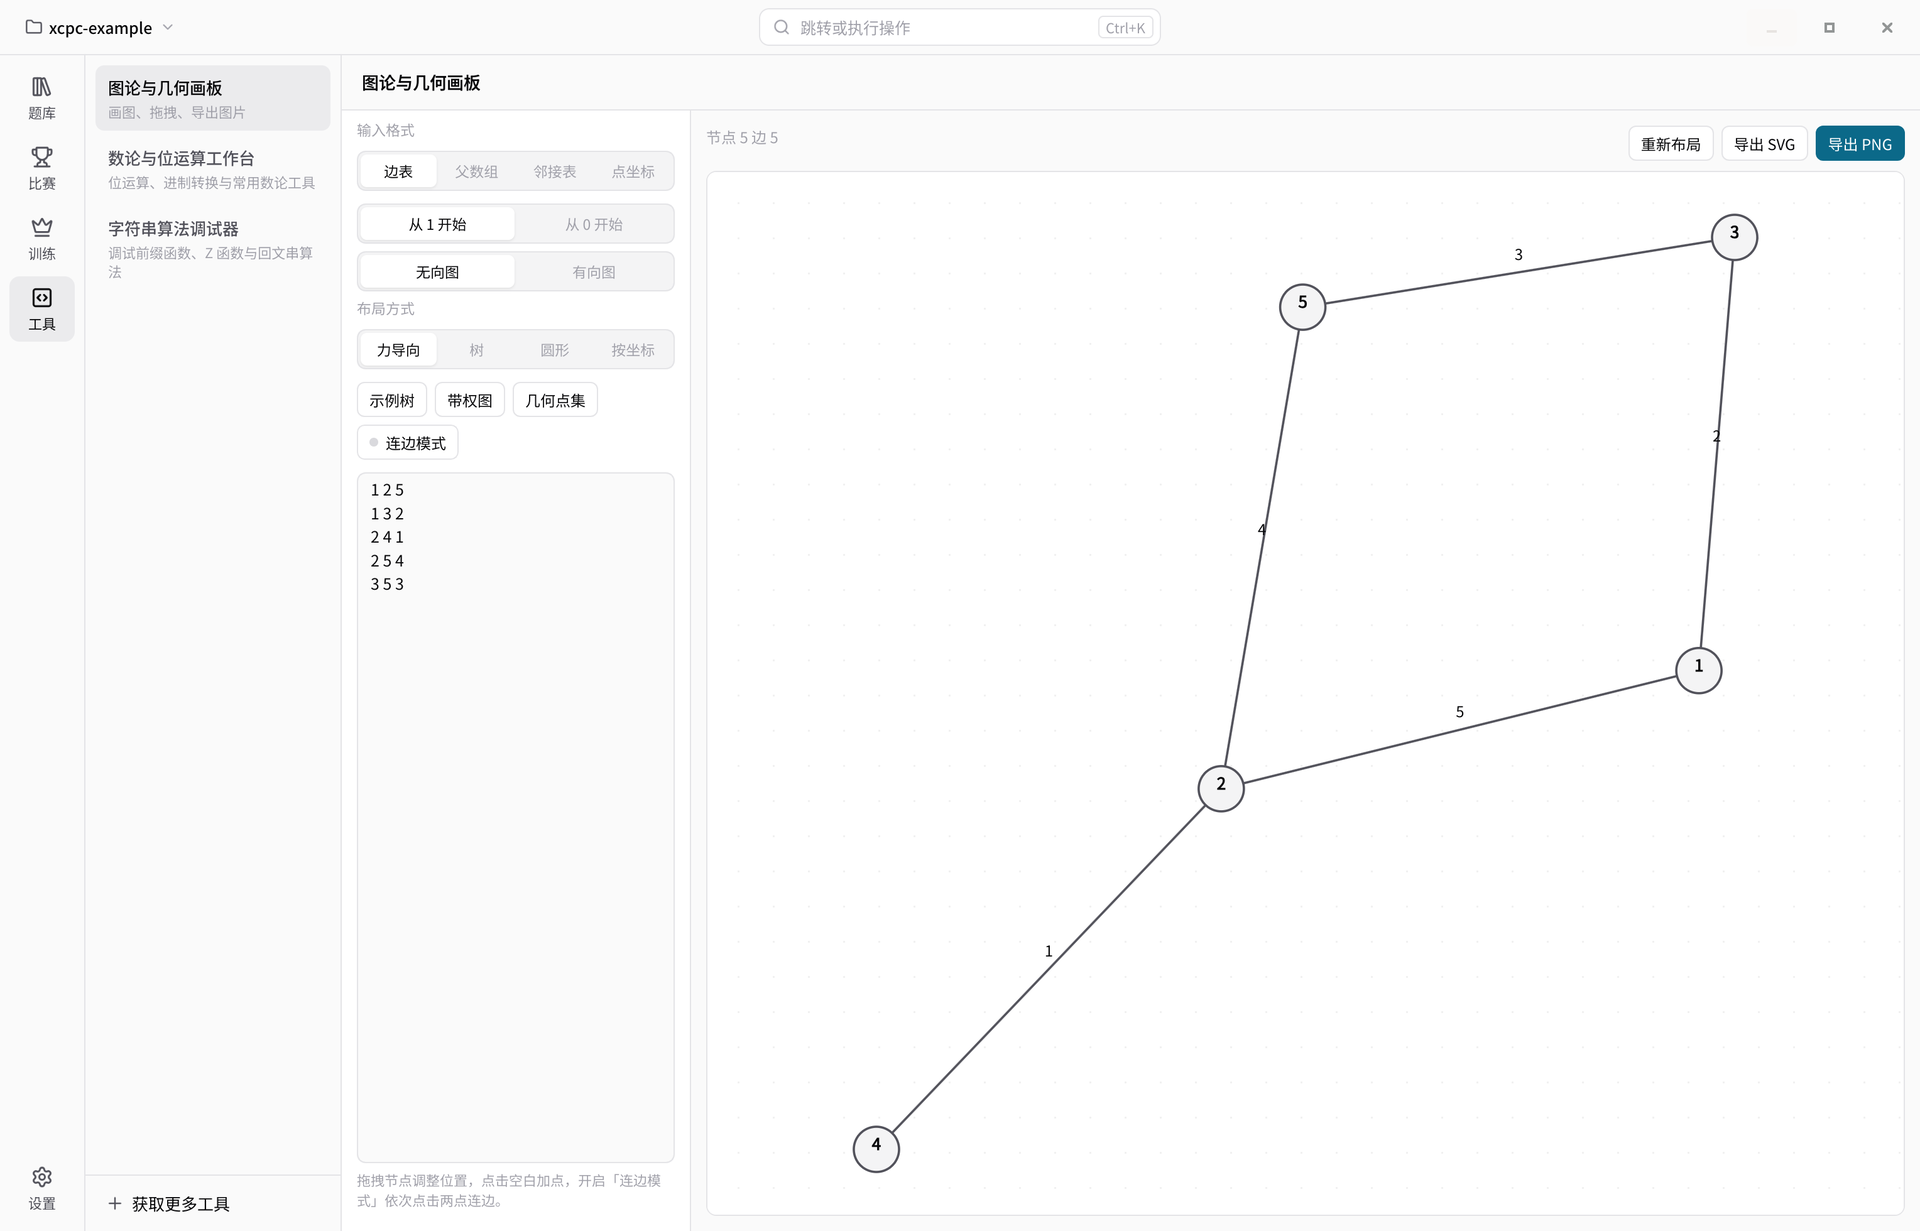 xcpc-example
跳转或执行操作
Ctrl+K
题库
比赛
训练
工具
设置
图论与几何画板
画图、拖拽、导出图片
数论与位运算工作台
位运算、进制转换与常用数论工具
字符串算法调试器
调试前缀函数、Z 函数与回文串算
法
获取更多工具
图论与几何画板
输入格式
边表 父数组 邻接表 点坐标
从 1 开始 从 0 开始
无向图 有向图
布局方式
力导向 树 圆形 按坐标
示例树 带权图 几何点集
连边模式
1 2 5
1 3 2
2 4 1
2 5 4
3 5 3
拖拽节点调整位置，点击空白加点，开启「连边模
式」依次点击两点连边。
节点 5 边 5
重新布局 导出 SVG 导出 PNG
3
3
5
2
4
1
5
2
1
4